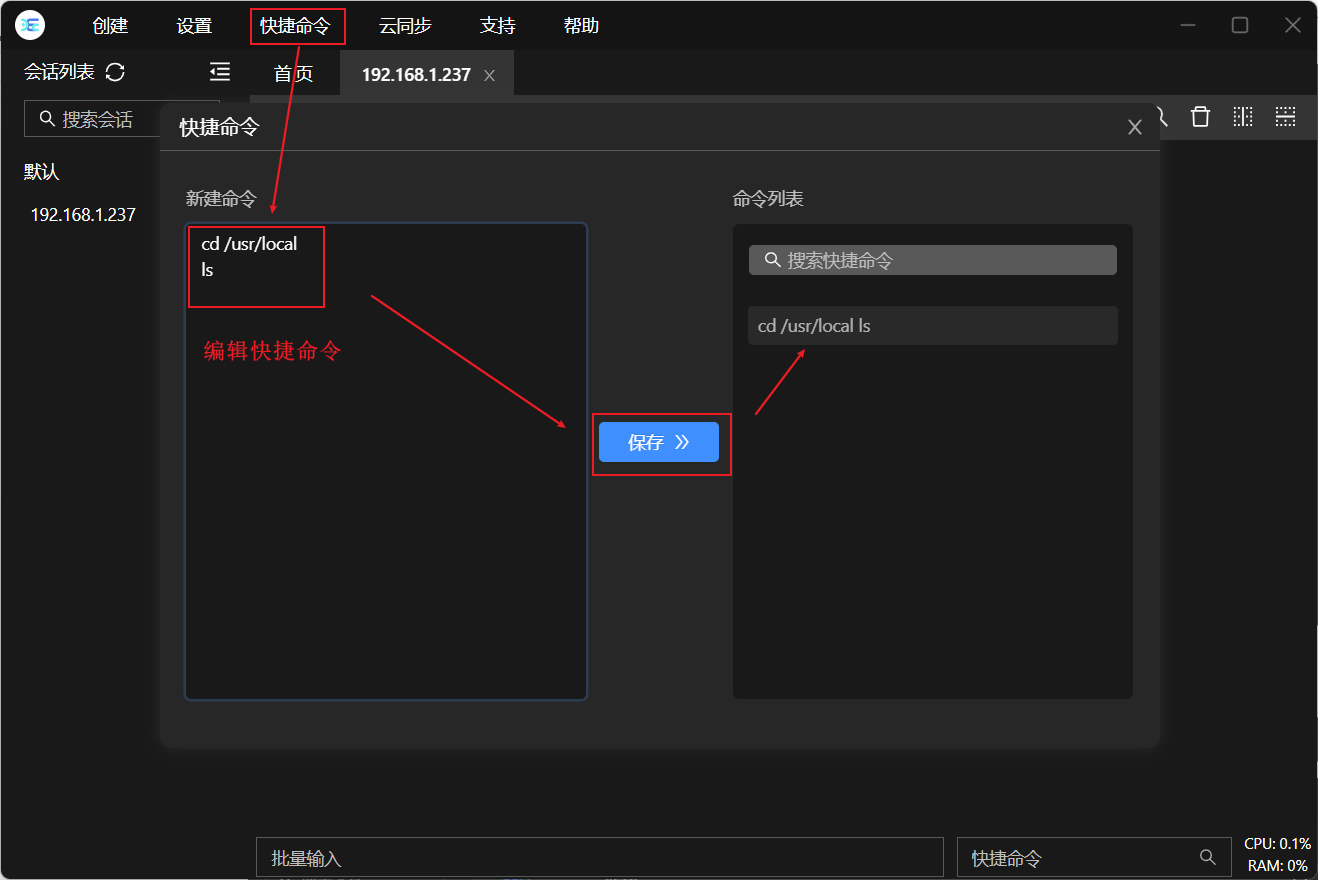 创建 设置 快捷命令 云同步 支持 帮助
会话列表 首页 192.168.1.237
搜索会话
默认
192.168.1.237
快捷命令
新建命令
cd /usr/local
ls
编辑快捷命令
保存
命令列表
搜索快捷命令
cd /usr/local ls
批量输入
快捷命令
CPU: 0.1%
RAM: 0%